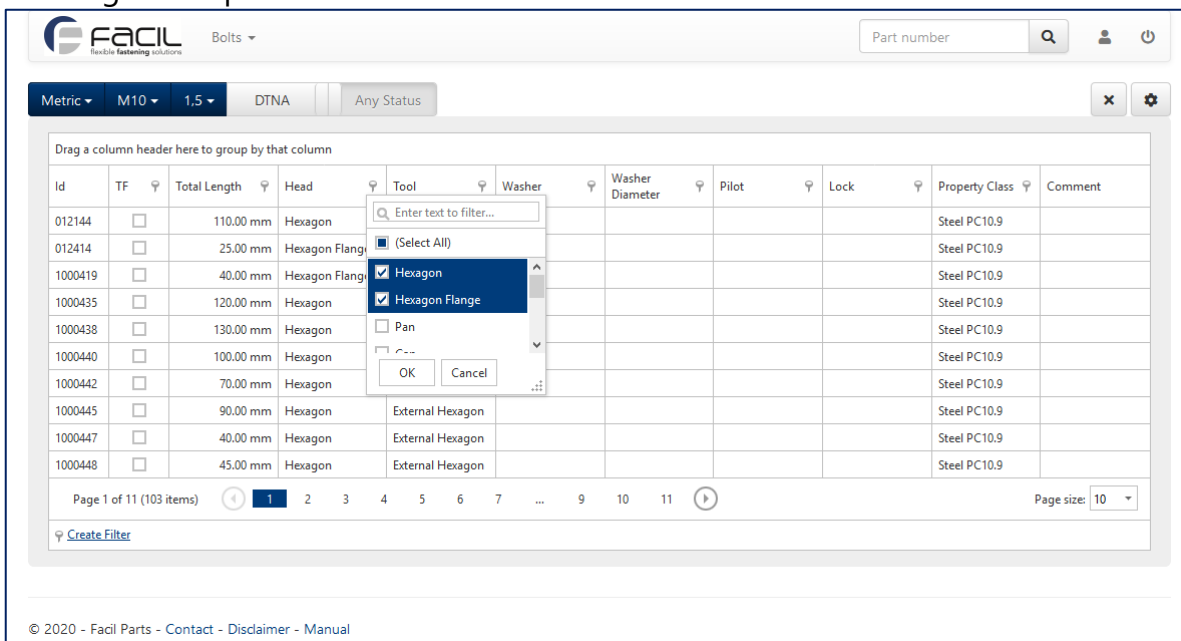 FACIL Bolts Part number
flexible fastening solutions
Metric M10 1,5 DTNA Any Status
Drag a column header here to group by that column
Id TF Total Length Head Tool Washer Washer Diameter Pilot Lock Property Class Comment
Enter text to filter...
(Select All)
Hexagon
Hexagon Flange
Pan
OK Cancel
012144 110.00 mm Hexagon Steel PC10.9
012414 25.00 mm Hexagon Flang Steel PC10.9
1000419 40.00 mm Hexagon Flang Steel PC10.9
1000435 120.00 mm Hexagon Steel PC10.9
1000438 130.00 mm Hexagon Steel PC10.9
1000440 100.00 mm Hexagon Steel PC10.9
1000442 70.00 mm Hexagon Steel PC10.9
1000445 90.00 mm Hexagon External Hexagon Steel PC10.9
1000447 40.00 mm Hexagon External Hexagon Steel PC10.9
1000448 45.00 mm Hexagon External Hexagon Steel PC10.9
Page 1 of 11 (103 items) 1 2 3 4 5 6 7 ... 9 10 11 Page size: 10
Create Filter
© 2020 - Facil Parts - Contact - Disclaimer - Manual